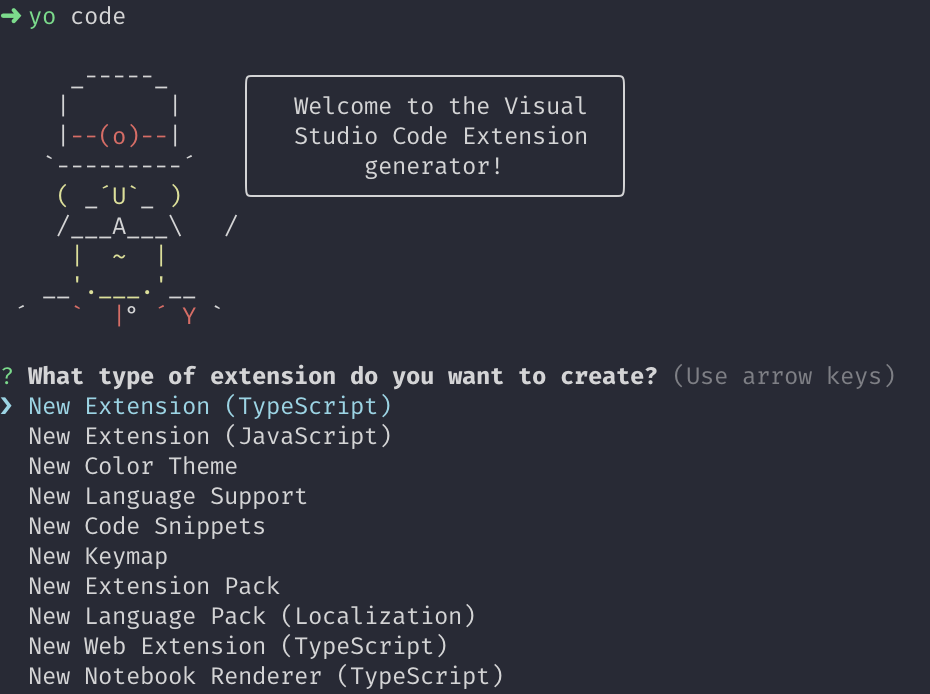 ➜ yo code
     _-----_
    |       |
    |--(o)--|
   `---------´
    ( _´U`_ )
    /___A___\   /
     |  ~  |
   __'.___.'__
 ´   `  |° ´ Y `
Welcome to the Visual
Studio Code Extension
generator!
? What type of extension do you want to create? (Use arrow keys)
❯ New Extension (TypeScript)
New Extension (JavaScript)
New Color Theme
New Language Support
New Code Snippets
New Keymap
New Extension Pack
New Language Pack (Localization)
New Web Extension (TypeScript)
New Notebook Renderer (TypeScript)